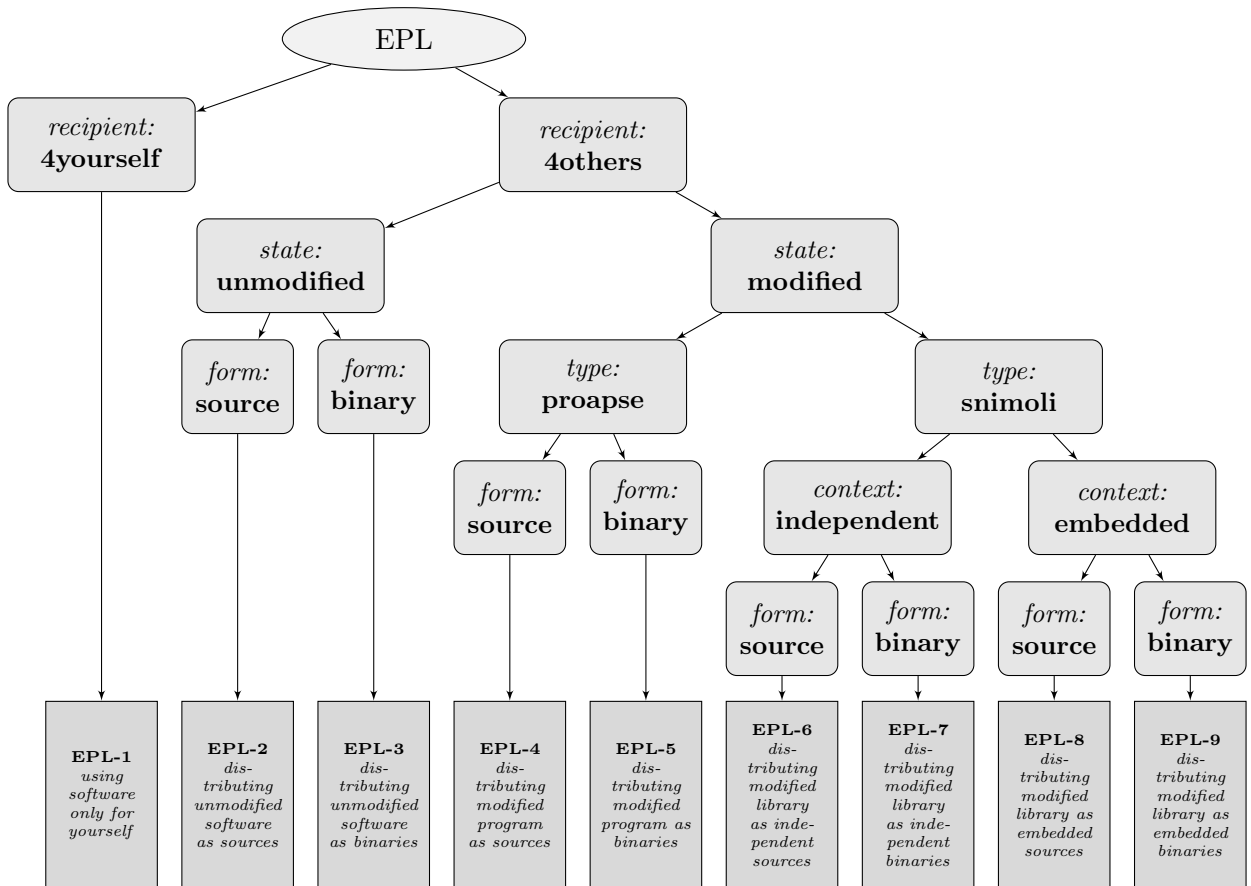 EPL
recipient:
4yourself
recipient:
4others
state:
unmodified
state:
modified
form:
source
form:
binary
type:
proapse
type:
snimoli
form:
source
form:
binary
context:
independent
context:
embedded
form:
source
form:
binary
form:
source
form:
binary
EPL-1
using
software
only for
yourself
EPL-2
dis-
tributing
unmodified
software
as sources
EPL-3
dis-
tributing
unmodified
software
as binaries
EPL-4
dis-
tributing
modified
program
as sources
EPL-5
dis-
tributing
modified
program as
binaries
EPL-6
dis-
tributing
modified
library
as inde-
pendent
sources
EPL-7
dis-
tributing
modified
library
as inde-
pendent
binaries
EPL-8
dis-
tributing
modified
library as
embedded
sources
EPL-9
dis-
tributing
modified
library as
embedded
binaries